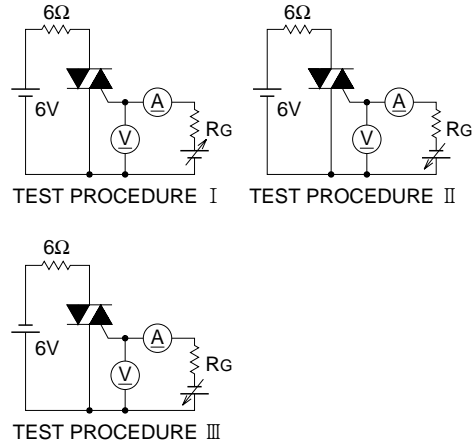 6Ω
6V
A
V
RG
TEST PROCEDURE Ⅰ
6Ω
6V
A
V
RG
TEST PROCEDURE Ⅱ
6Ω
6V
A
V
RG
TEST PROCEDURE Ⅲ